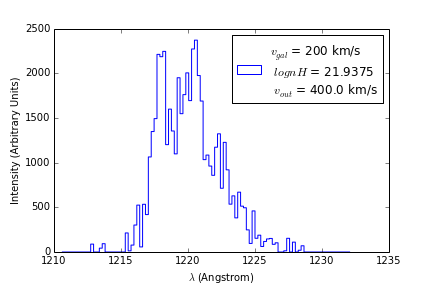 2500
2000
1500
1000
500
0
Intensity (Arbitrary Units)
v_gal = 200 km/s
lognH = 21.9375
v_out = 400.0 km/s
1210 1215 1220 1225 1230 1235
λ (Angstrom)